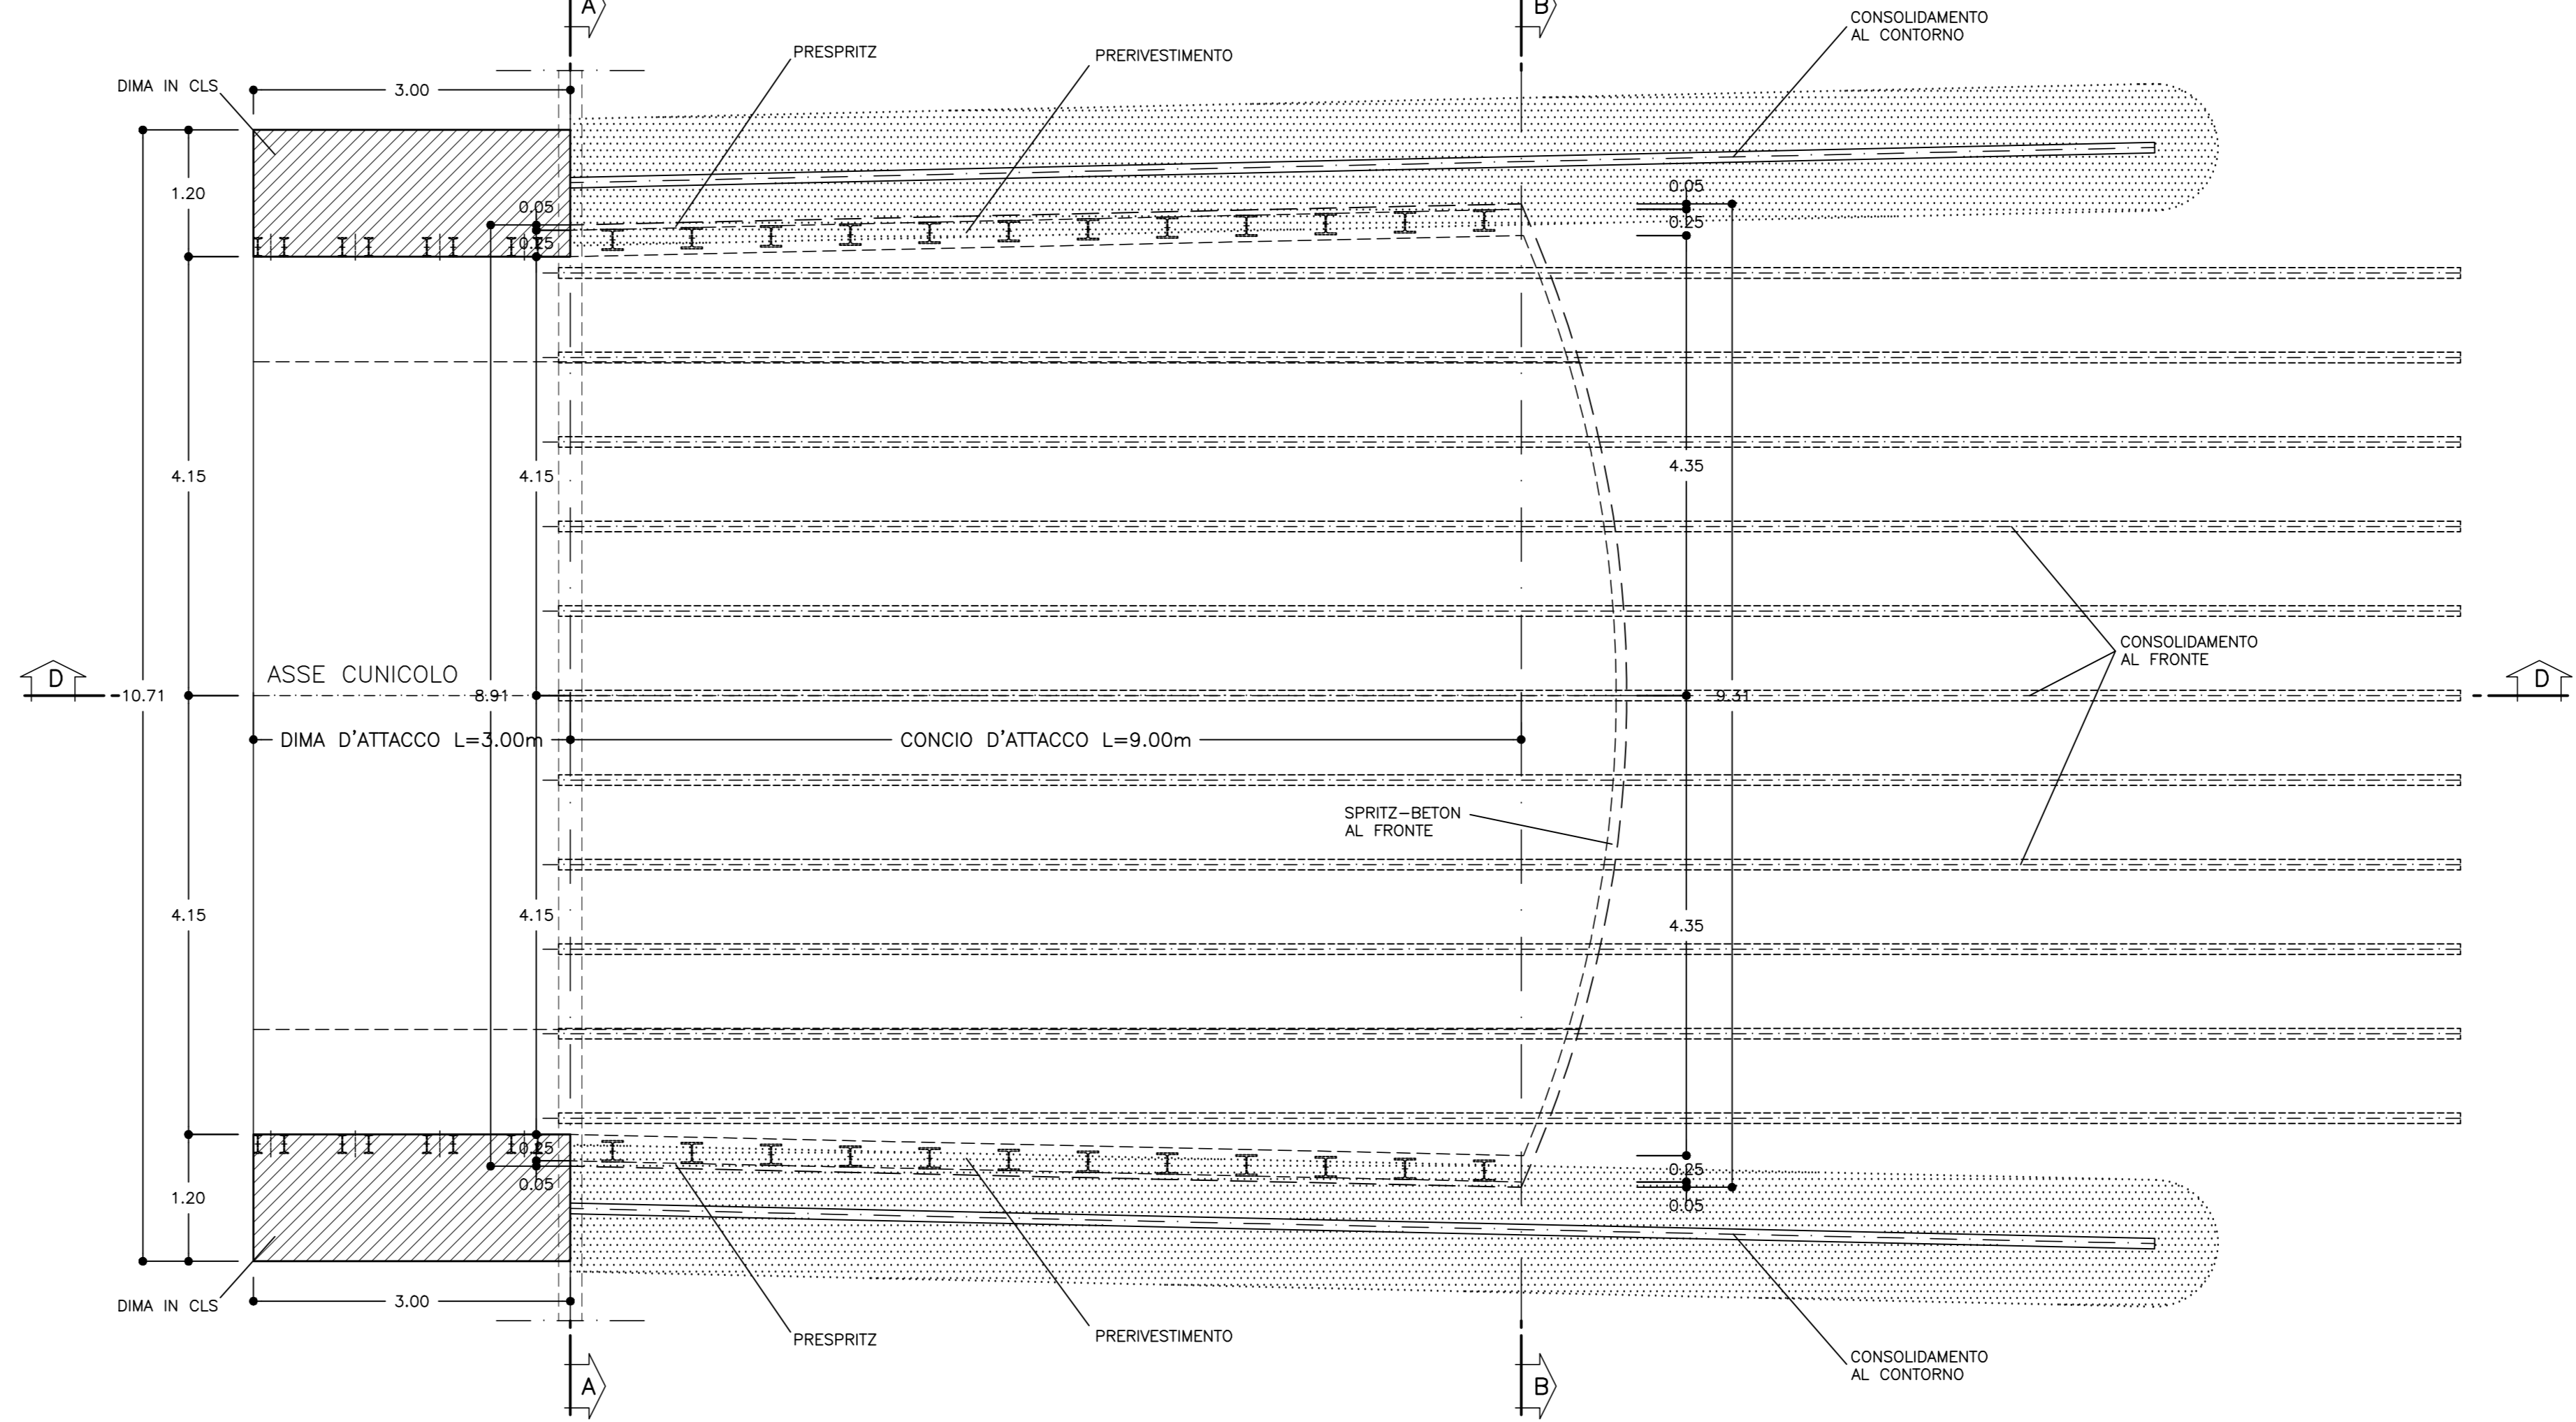 A
B
CONSOLIDAMENTO
AL CONTORNO
PRESPRITZ
PRERIVESTIMENTO
DIMA IN CLS
3.00
1.20
0.05
0.25
0.05
0.25
4.15
4.15
4.35
CONSOLIDAMENTO
AL FRONTE
ASSE CUNICOLO
D
10.71
8.91
9.31
D
DIMA D'ATTACCO L=3.00m
CONCIO D'ATTACCO L=9.00m
SPRITZ-BETON
AL FRONTE
4.15
4.15
4.35
0.25
0.05
0.25
0.05
1.20
DIMA IN CLS
3.00
PRESPRITZ
PRERIVESTIMENTO
CONSOLIDAMENTO
AL CONTORNO
A
B